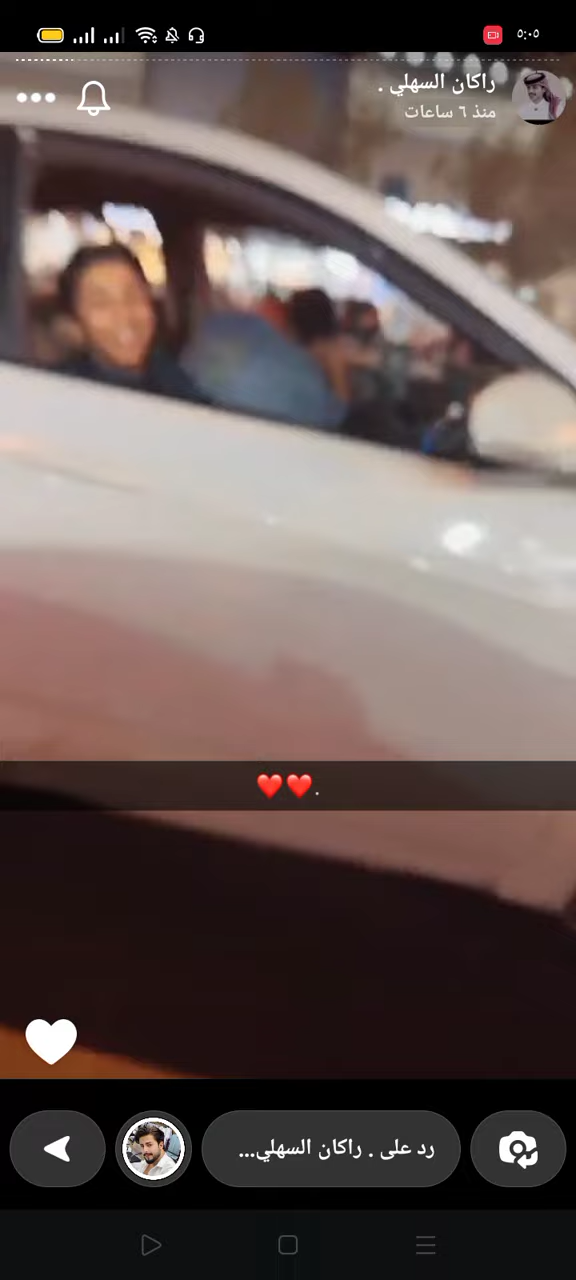 ٥:٠٥
راكان السهلي .
منذ ٦ ساعات
❤️❤️.
رد على . راكان السهلي...